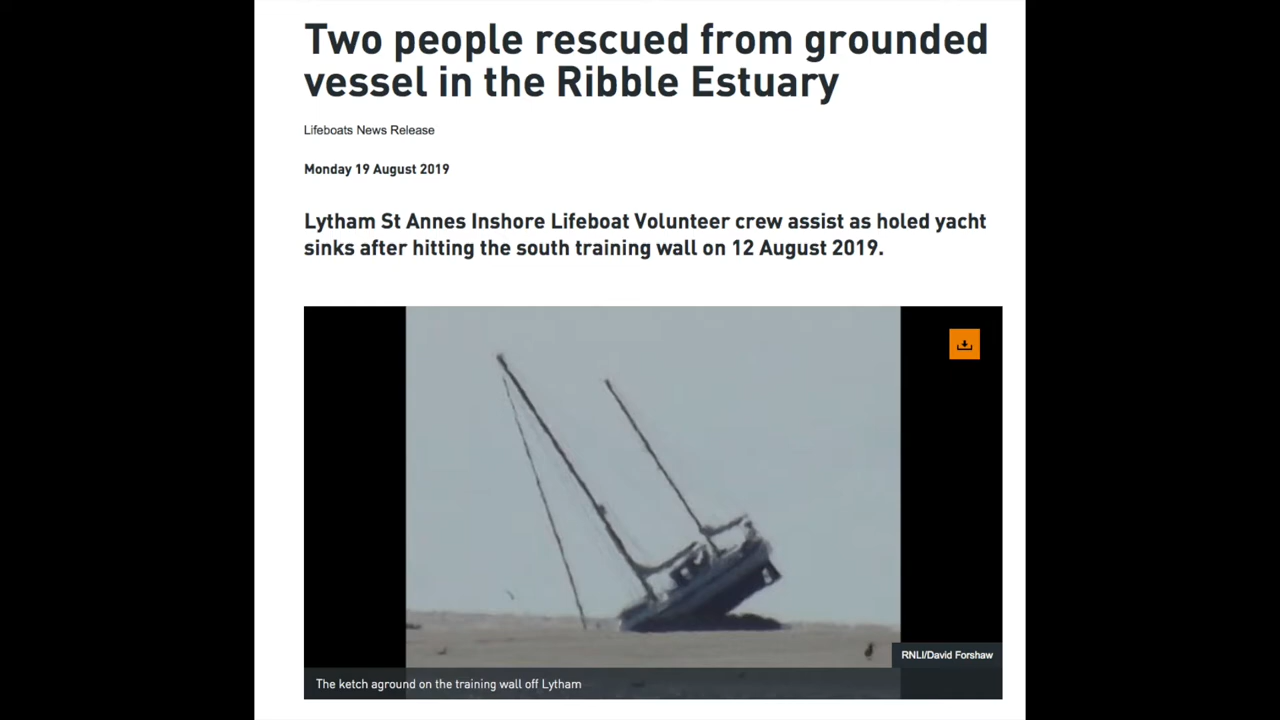 Two people rescued from grounded
vessel in the Ribble Estuary
Lifeboats News Release
Monday 19 August 2019
Lytham St Annes Inshore Lifeboat Volunteer crew assist as holed yacht
sinks after hitting the south training wall on 12 August 2019.
RNLI/David Forshaw
The ketch aground on the training wall off Lytham